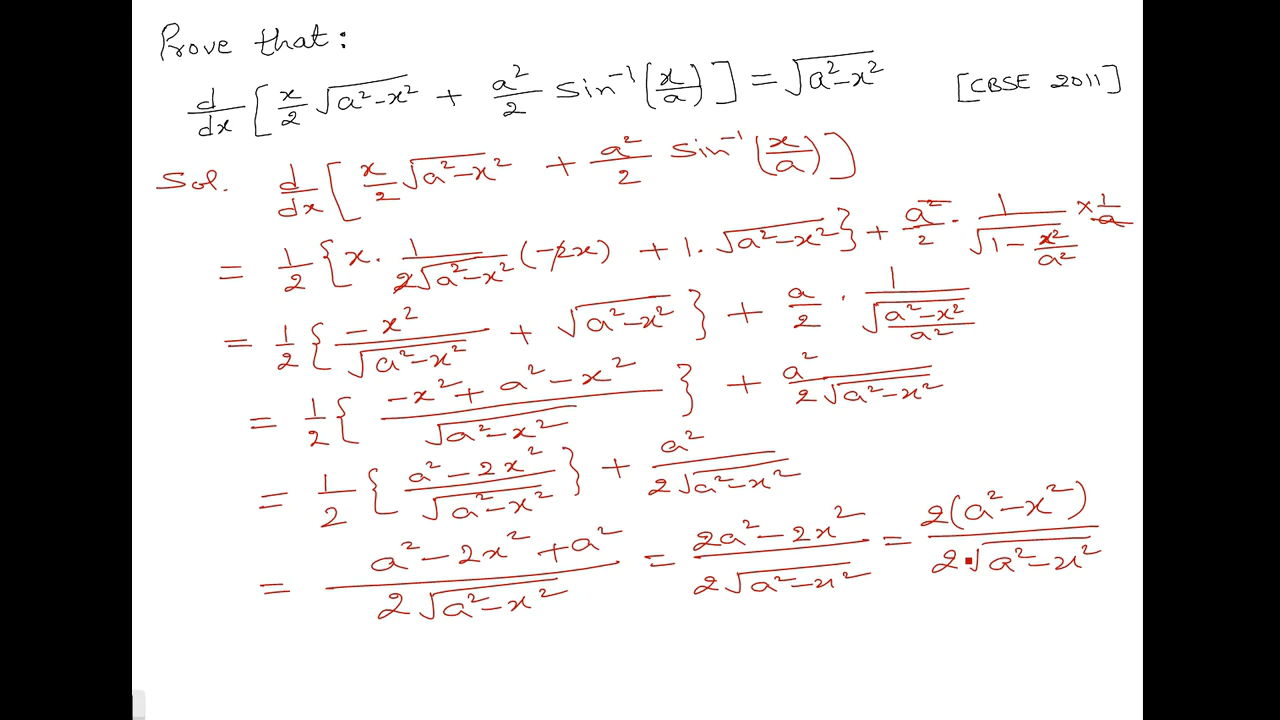 Prove that:
d/dx [x/2 √(a²-x²) + a²/2 sin⁻¹(x/a)] = √(a²-x²) [CBSE 2011]
Sol. d/dx [x/2 √(a²-x²) + a²/2 sin⁻¹(x/a)]
= 1/2 {x · 1/(2√(a²-x²)) (-2x) + 1·√(a²-x²)} + a²/2 · 1/√(1 - x²/a²) × 1/a
= 1/2 {-x²/√(a²-x²) + √(a²-x²)} + a/2 · 1/√((a²-x²)/a²)
= 1/2 {(-x² + a² - x²)/√(a²-x²)} + a²/(2√(a²-x²))
= 1/2 {(a² - 2x²)/√(a²-x²)} + a²/(2√(a²-x²))
= (a² - 2x² + a²)/(2√(a²-x²)) = (2a² - 2x²)/(2√(a²-x²)) = 2(a²-x²)/(2·√(a²-x²))